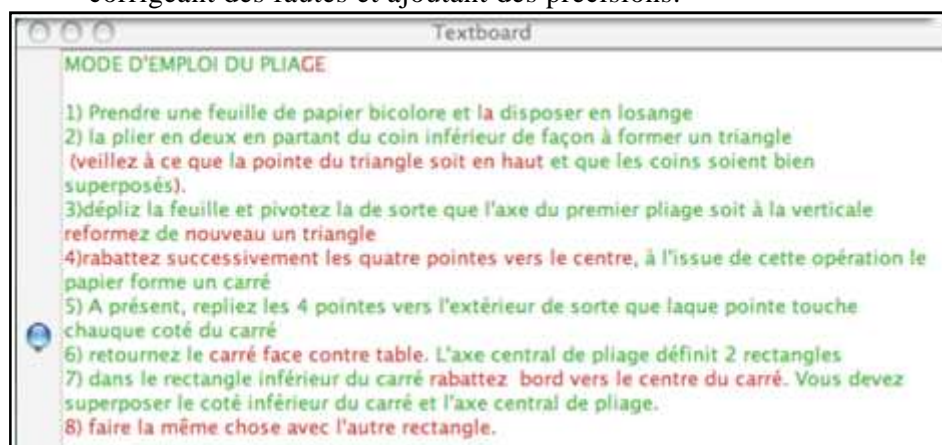 corrigeant des fautes et ajoutant des précisions.
Textboard
MODE D'EMPLOI DU PLIAGE
1) Prendre une feuille de papier bicolore et la disposer en losange
2) la plier en deux en partant du coin inférieur de façon à former un triangle
(veillez à ce que la pointe du triangle soit en haut et que les coins soient bien
superposés).
3)dépliz la feuille et pivotez la de sorte que l'axe du premier pliage soit à la verticale
reformez de nouveau un triangle
4)rabattez successivement les quatre pointes vers le centre, à l'issue de cette opération le
papier forme un carré
5) A présent, repliez les 4 pointes vers l'extérieur de sorte que laque pointe touche
chauque coté du carré
6) retournez le carré face contre table. L'axe central de pliage définit 2 rectangles
7) dans le rectangle inférieur du carré rabattez  bord vers le centre du carré. Vous devez
superposer le coté inférieur du carré et l'axe central de pliage.
8) faire la même chose avec l'autre rectangle.